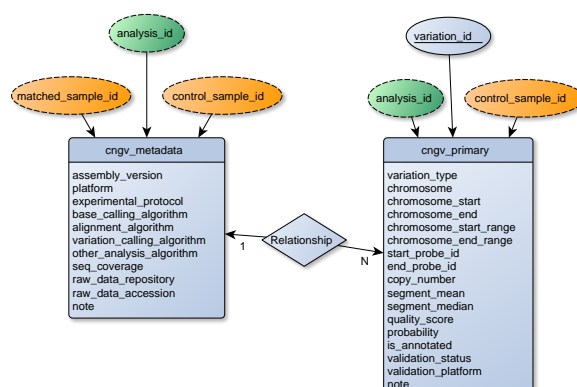 analysis_id
variation_id
matched_sample_id
control_sample_id
analysis_id
control_sample_id
cngv_metadata
assembly_version
platform
experimental_protocol
base_calling_algorithm
alignment_algorithm
variation_calling_algorithm
other_analysis_algorithm
seq_coverage
raw_data_repository
raw_data_accession
note
1
Relationship
N
cngv_primary
variation_type
chromosome
chromosome_start
chromosome_end
chromosome_start_range
chromosome_end_range
start_probe_id
end_probe_id
copy_number
segment_mean
segment_median
quality_score
probability
is_annotated
validation_status
validation_platform
note